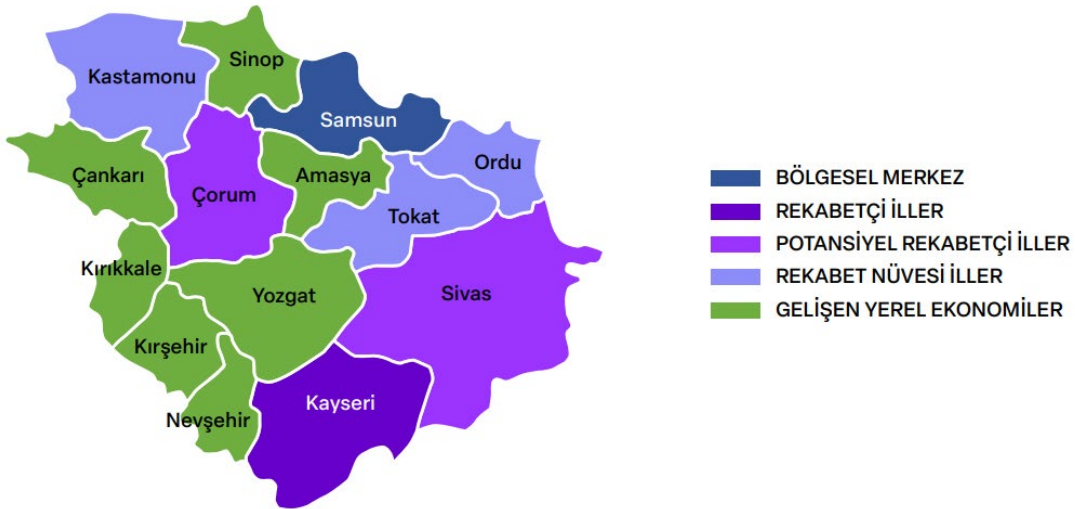 Sinop
Kastamonu
Samsun
Ordu
Çankarı
Amasya
Çorum
Tokat
Kırıkkale
Yozgat
Sivas
Kırşehir
Kayseri
Nevşehir
BÖLGESEL MERKEZ
REKABETÇİ İLLER
POTANSİYEL REKABETÇİ İLLER
REKABET NÜVESİ İLLER
GELİŞEN YEREL EKONOMİLER